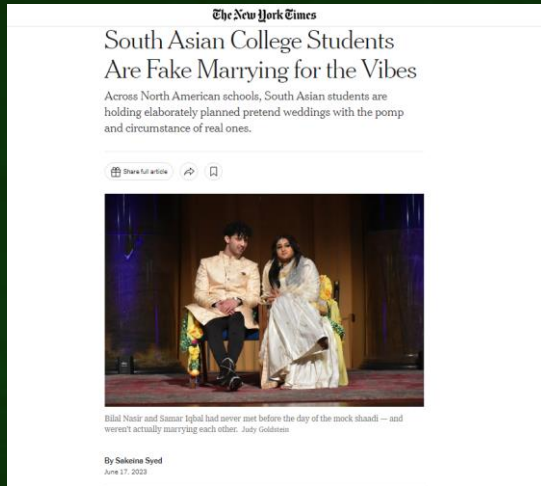 The New York Times
South Asian College Students
Are Fake Marrying for the Vibes
Across North American schools, South Asian students are
holding elaborately planned pretend weddings with the pomp
and circumstance of real ones.
Share full article
Bilal Nasir and Samar Iqbal had never met before the day of the mock shaadi — and
weren't actually marrying each other. Judy Goldstein
By Sakeina Syed
June 17, 2023